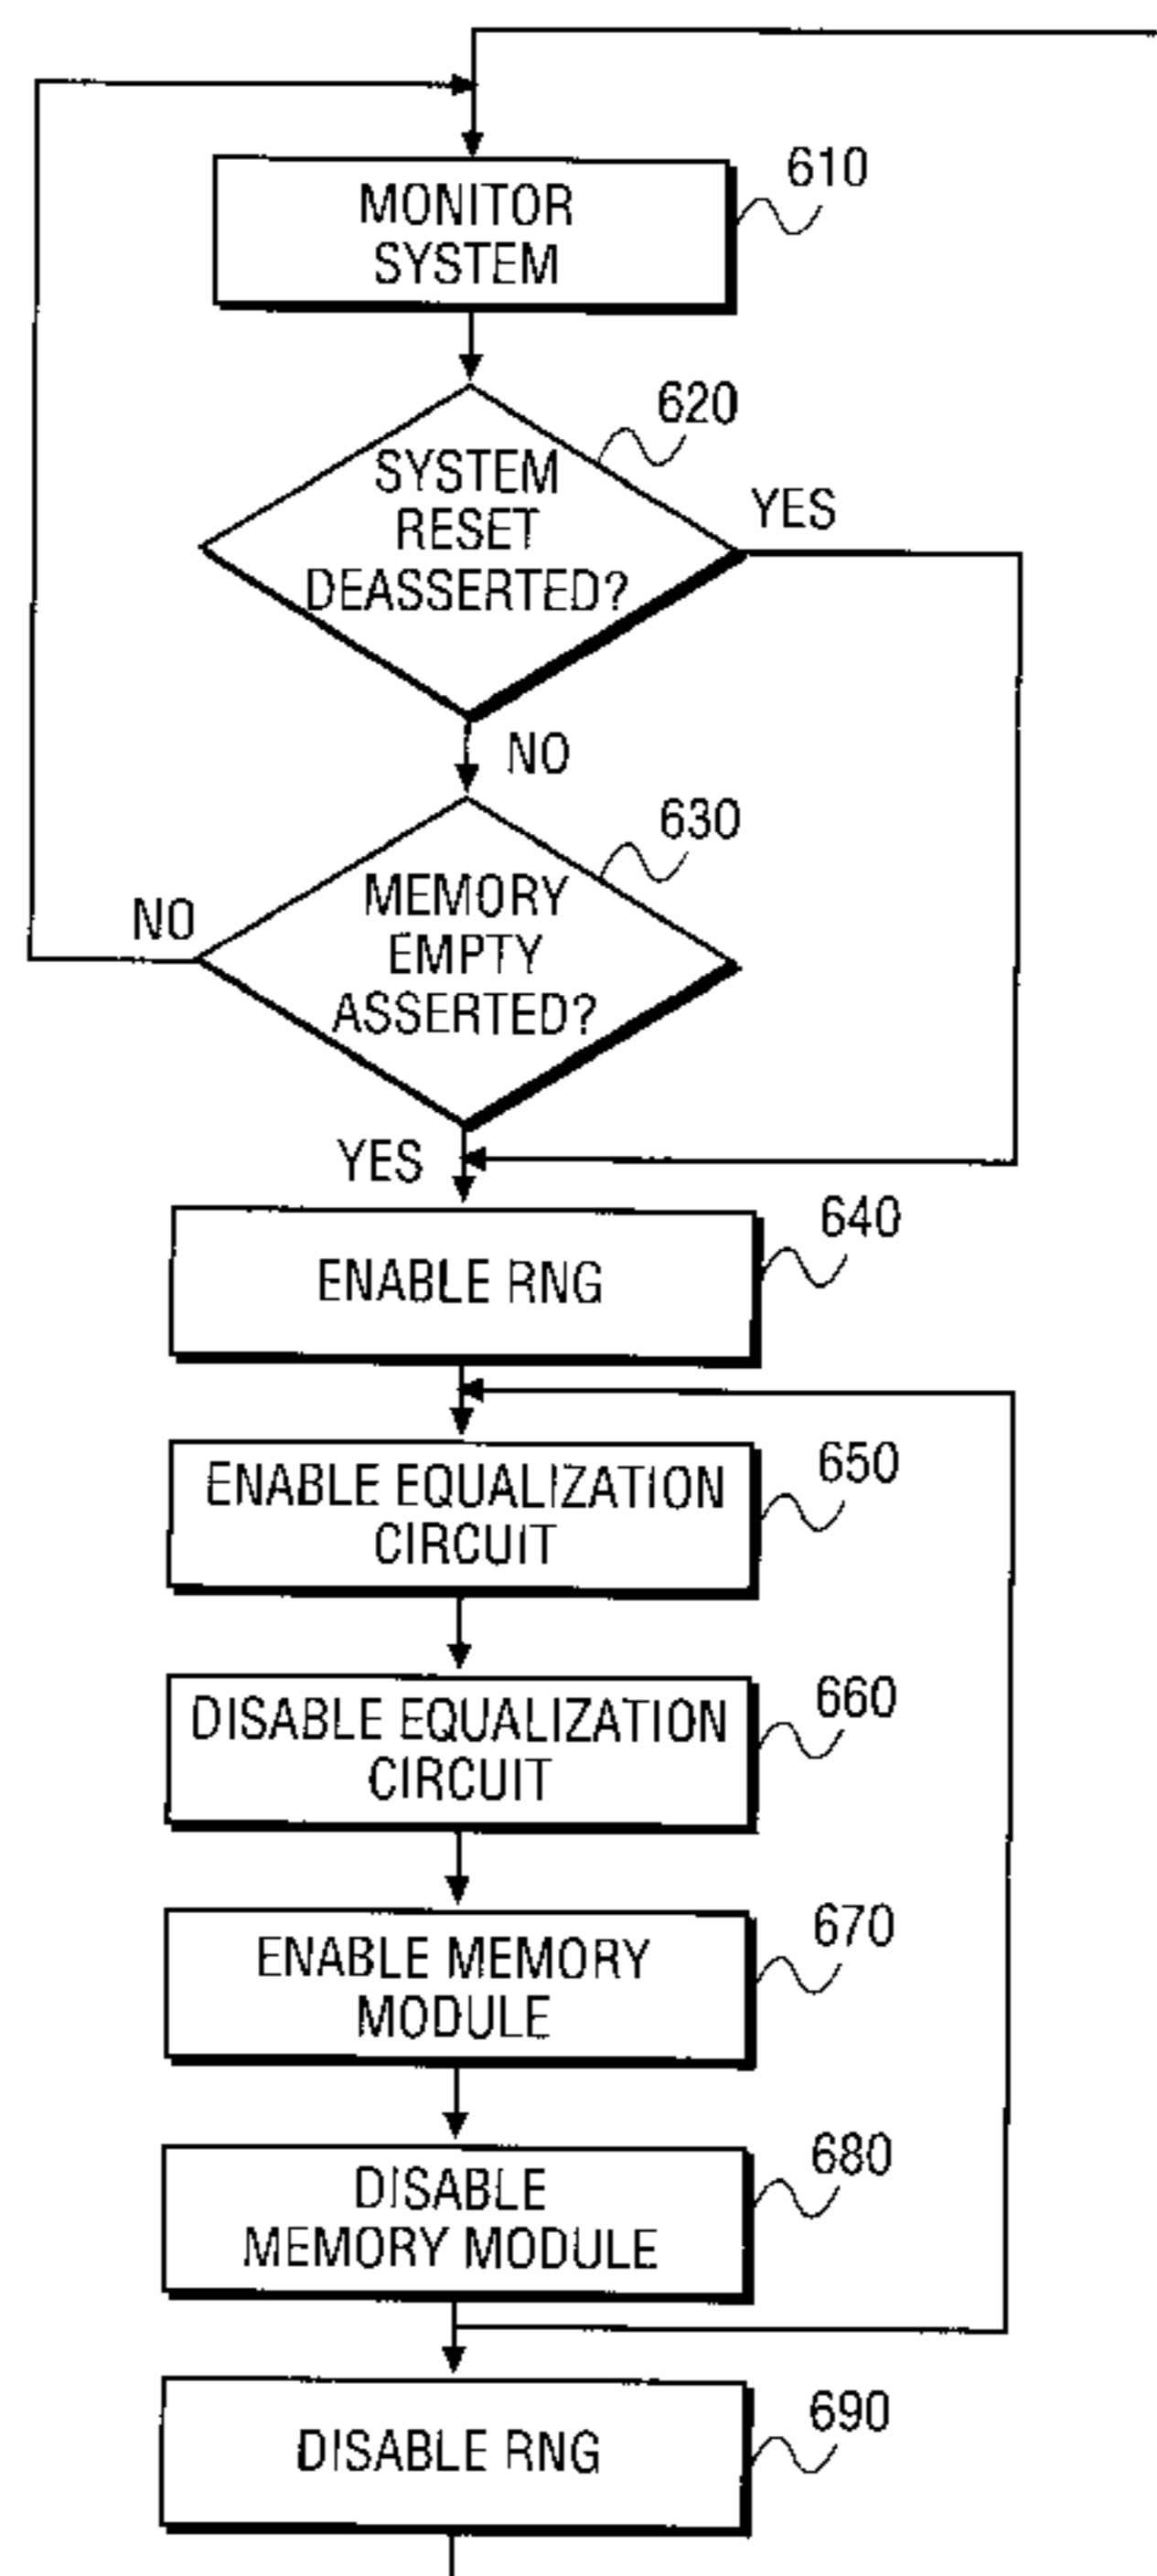 MONITOR
SYSTEM
610
620
SYSTEM
RESET
DEASSERTED?
YES
NO
630
MEMORY
EMPTY
ASSERTED?
NO
YES
640
ENABLE RNG
650
ENABLE EQUALIZATION
CIRCUIT
660
DISABLE EQUALIZATION
CIRCUIT
670
ENABLE MEMORY
MODULE
680
DISABLE
MEMORY MODULE
690
DISABLE RNG